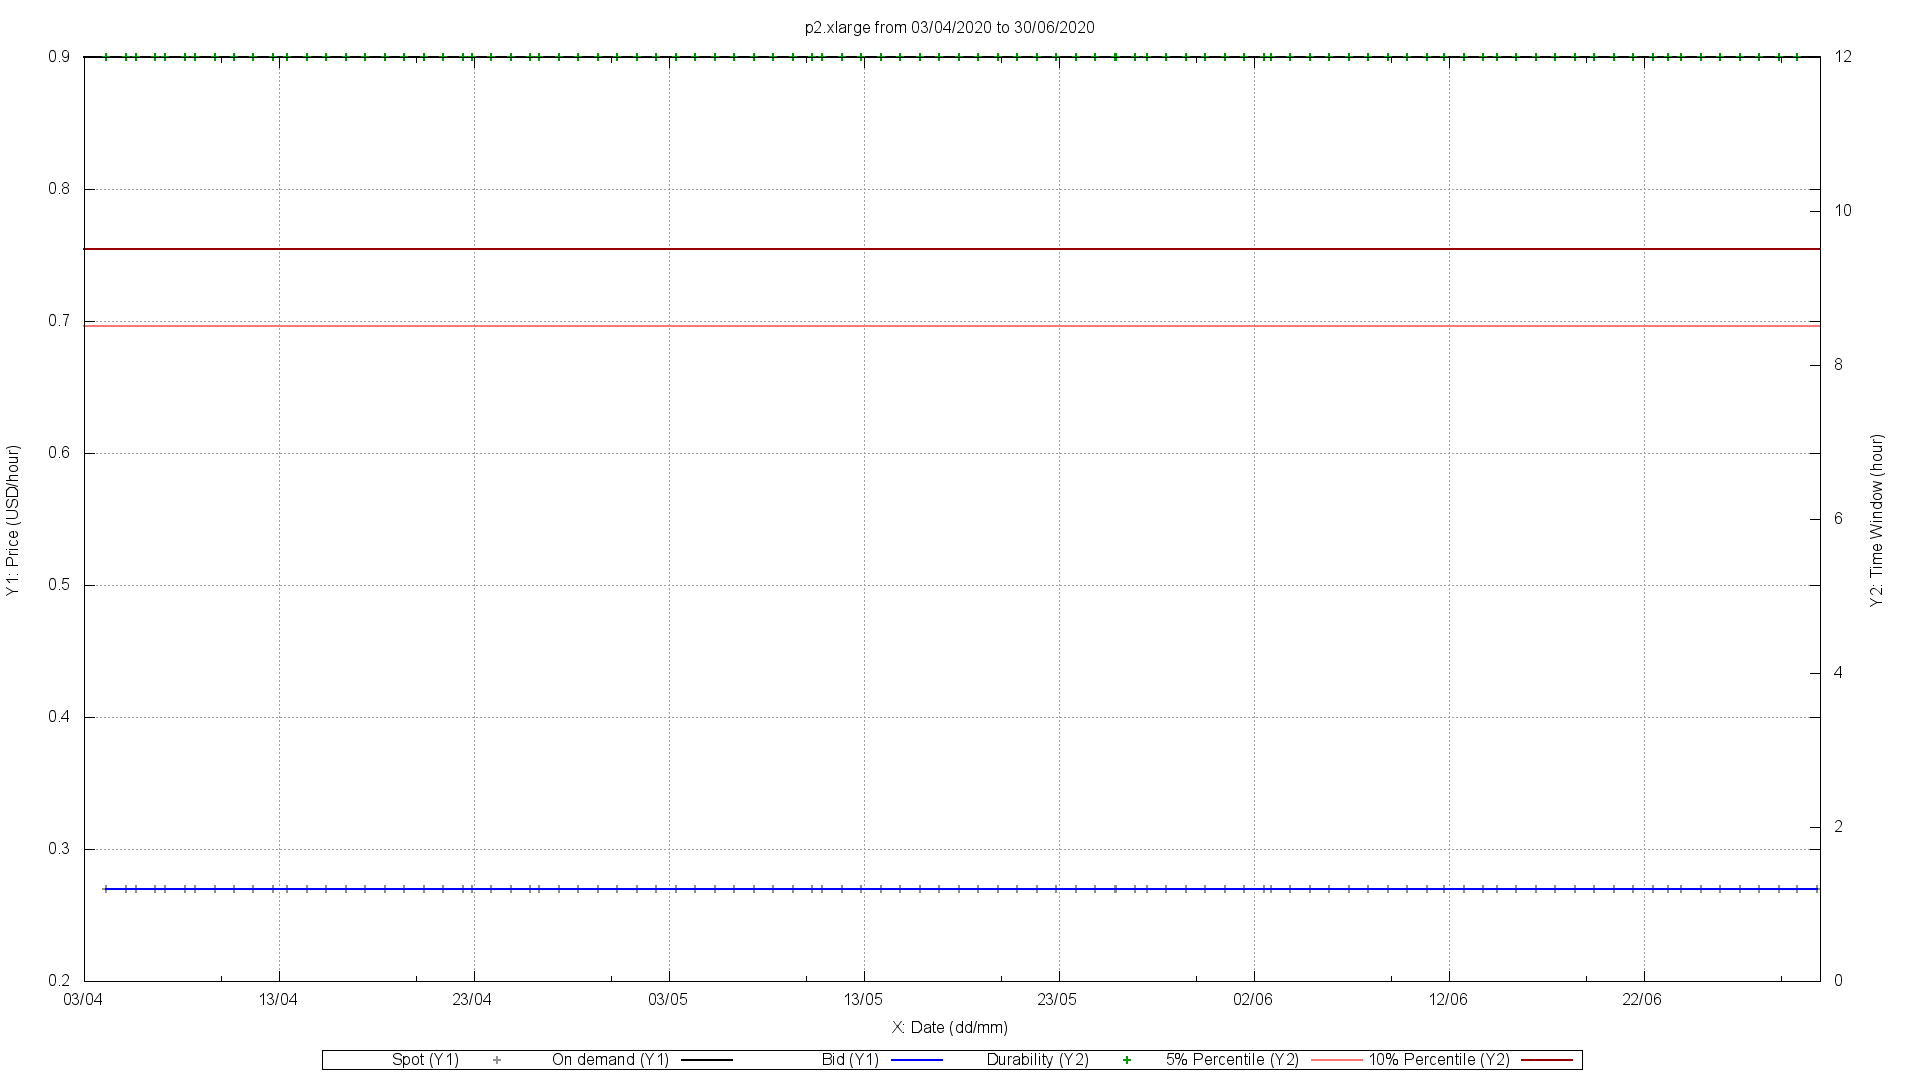 p2.xlarge from 03/04/2020 to 30/06/2020
0.9
0.8
0.7
0.6
0.5
0.4
0.3
0.2
12
10
8
6
4
2
0
Y1: Price (USD/hour)
Y2: Time Window (hour)
03/04 13/04 23/04 03/05 13/05 23/05 02/06 12/06 22/06
X: Date (dd/mm)
Spot (Y1) On demand (Y1) Bid (Y1) Durability (Y2) 5% Percentile (Y2) 10% Percentile (Y2)